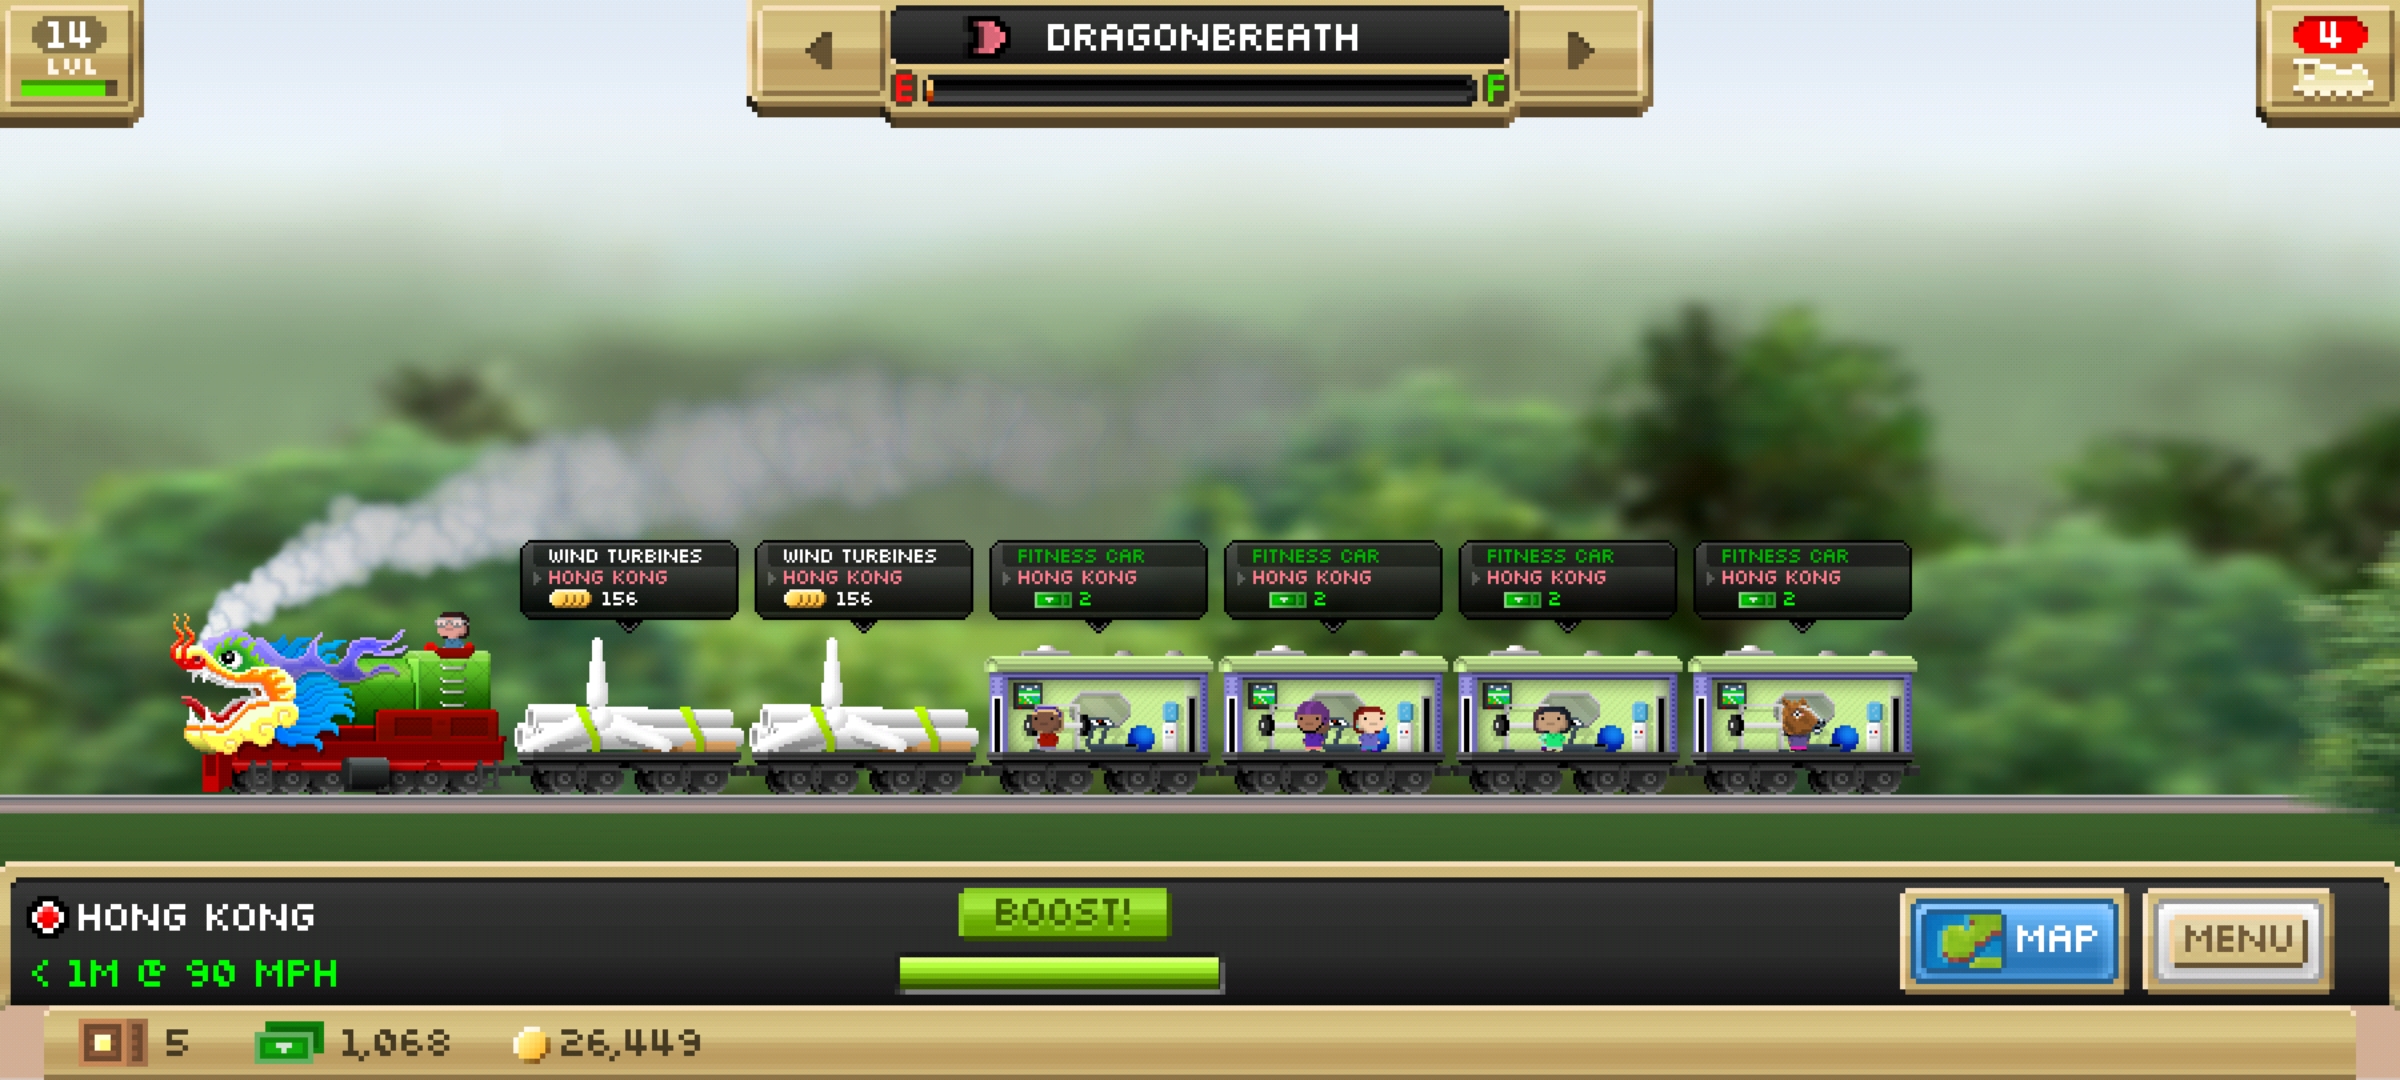 14
LVL
DRAGONBREATH
E F
4
WIND TURBINES
HONG KONG
156
WIND TURBINES
HONG KONG
156
FITNESS CAR
HONG KONG
2
FITNESS CAR
HONG KONG
2
FITNESS CAR
HONG KONG
2
FITNESS CAR
HONG KONG
2
HONG KONG
< 1M @ 90 MPH
BOOST!
MAP
MENU
5 1,068 26,449